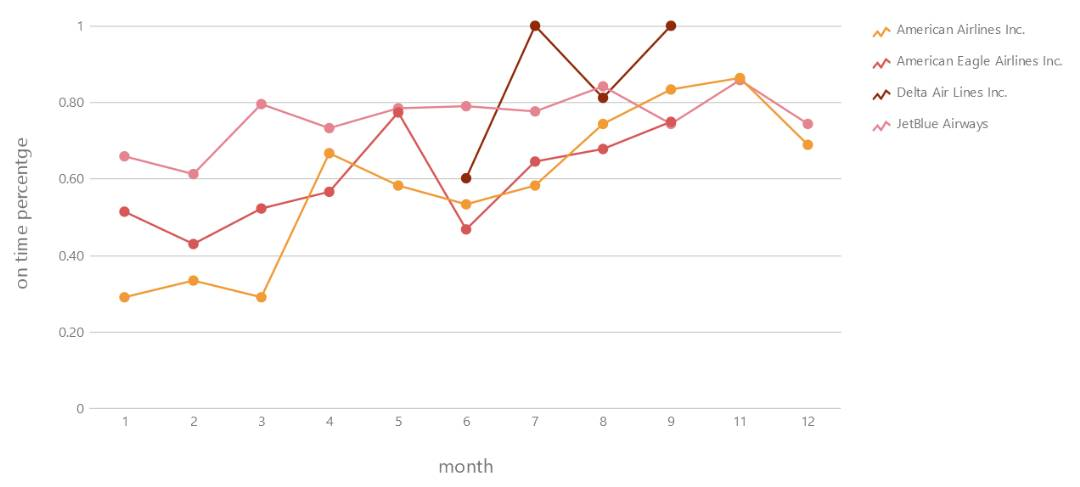 1
0.80
0.60
0.40
0.20
0
on time percentge
1 2 3 4 5 6 7 8 9 11 12
month
American Airlines Inc.
American Eagle Airlines Inc.
Delta Air Lines Inc.
JetBlue Airways